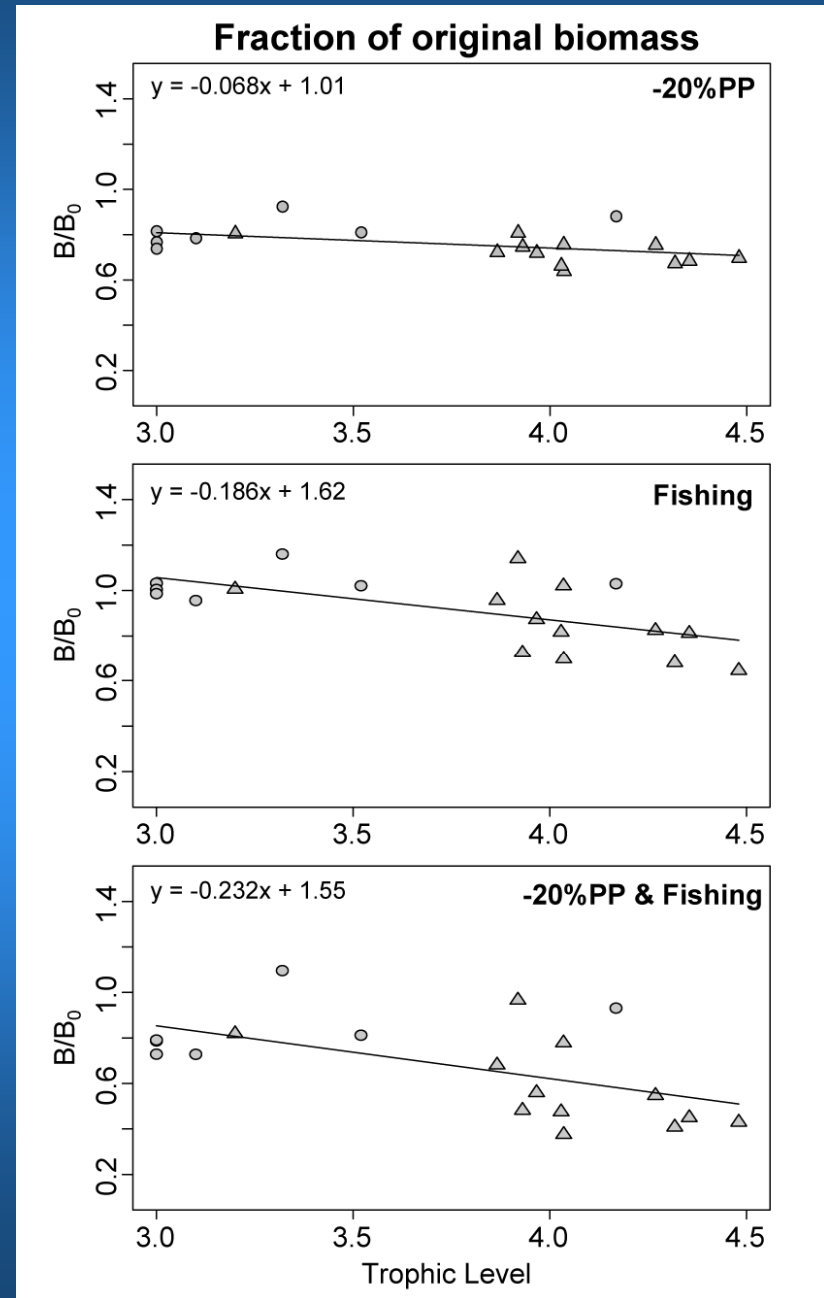 Fraction of original biomass
y = -0.068x + 1.01
-20%PP
1.4
1.0
0.6
0.2
B/B₀
3.0 3.5 4.0 4.5
y = -0.186x + 1.62
Fishing
1.4
1.0
0.6
0.2
B/B₀
3.0 3.5 4.0 4.5
y = -0.232x + 1.55
-20%PP & Fishing
1.4
1.0
0.6
0.2
B/B₀
3.0 3.5 4.0 4.5
Trophic Level